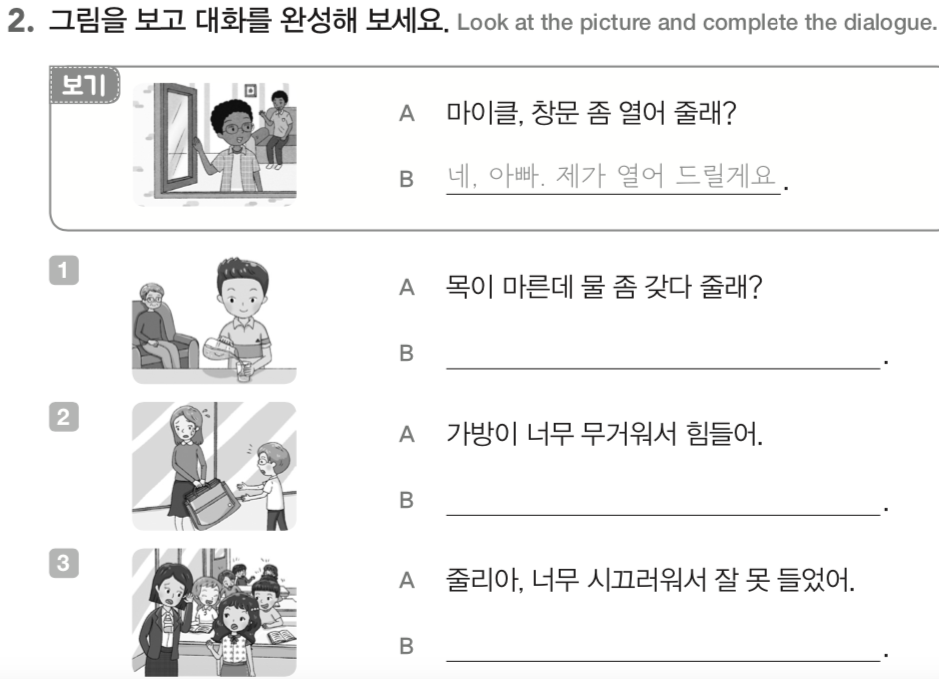 2. 그림을 보고 대화를 완성해 보세요. Look at the picture and complete the dialogue.
보기
A 마이클, 창문 좀 열어 줄래?
B 네, 아빠. 제가 열어 드릴게요.
1
A 목이 마른데 물 좀 갖다 줄래?
B .
2
A 가방이 너무 무거워서 힘들어.
B .
3
A 줄리아, 너무 시끄러워서 잘 못 들었어.
B .